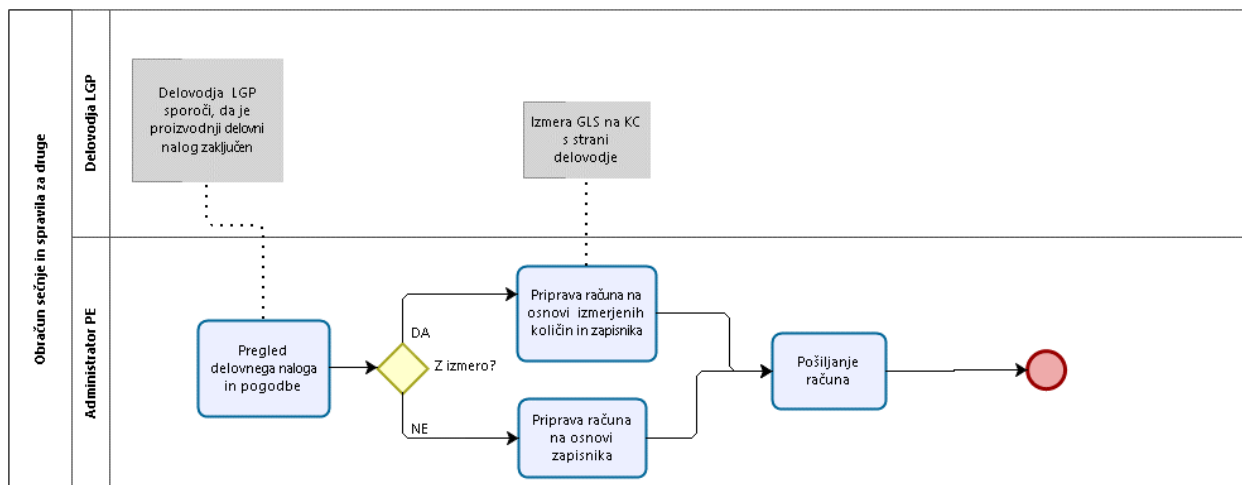 Obračun sečnje in spravila za druge
Delovodja LGP
Delovodja LGP
sporoči, da je
proizvodnji delovni
nalog zaključen
Izmera GLS na KC
s strani
delovodje
Administrator PE
Pregled
delovnega naloga
in pogodbe
DA
Z izmero?
NE
Priprava računa na
osnovi izmerjenih
količin in zapisnika
Priprava računa
na osnovi
zapisnika
Pošiljanje
računa